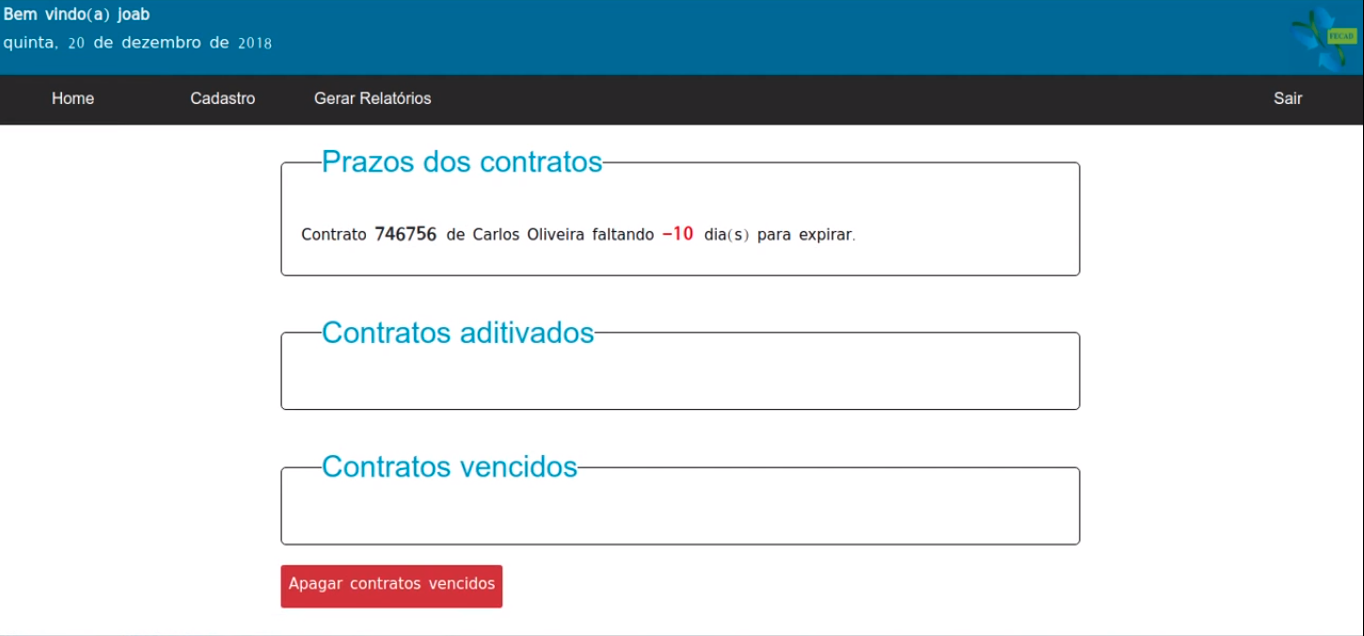 Bem vindo(a) joab
quinta, 20 de dezembro de 2018
FECAD
Home Cadastro Gerar Relatórios Sair
Prazos dos contratos
Contrato 746756 de Carlos Oliveira faltando -10 dia(s) para expirar.
Contratos aditivados
Contratos vencidos
Apagar contratos vencidos